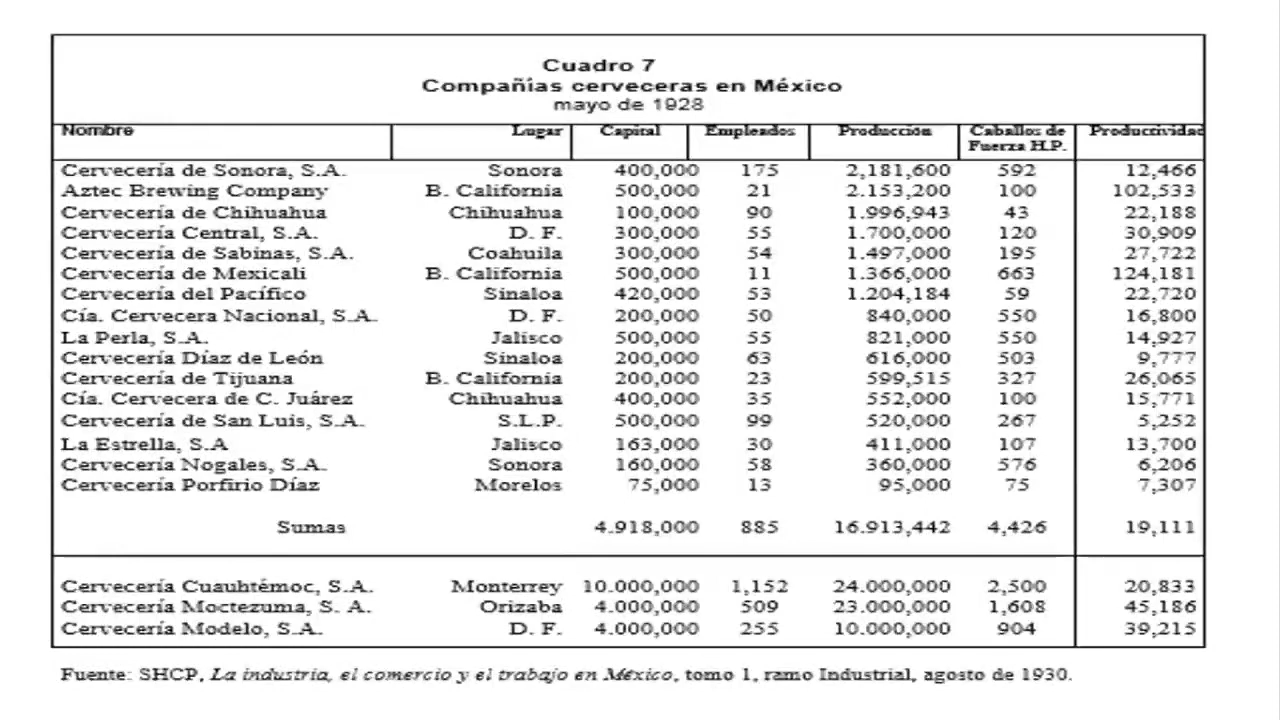 Cuadro 7
Compañías cerveceras en México
mayo de 1928
Nombre Lugar Capital Empleados Producción Caballos de Fuerza H.P. Productividad
Cervecería de Sonora, S.A. Sonora 400,000 175 2,181,600 592 12,466
Aztec Brewing Company B. California 500,000 21 2.153,200 100 102,533
Cervecería de Chihuahua Chihuahua 100,000 90 1.996,943 43 22,188
Cervecería Central, S.A. D. F. 300,000 55 1.700,000 120 30,909
Cervecería de Sabinas, S.A. Coahuila 300,000 54 1.497,000 195 27,722
Cervecería de Mexicali B. California 500,000 11 1.366,000 663 124,181
Cervecería del Pacífico Sinaloa 420,000 53 1.204,184 59 22,720
Cía. Cervecera Nacional, S.A. D. F. 200,000 50 840,000 550 16,800
La Perla, S.A. Jalisco 500,000 55 821,000 550 14,927
Cervecería Díaz de León Sinaloa 200,000 63 616,000 503 9,777
Cervecería de Tijuana B. California 200,000 23 599,515 327 26,065
Cía. Cervecera de C. Juárez Chihuahua 400,000 35 552,000 100 15,771
Cervecería de San Luis, S.A. S.L.P. 500,000 99 520,000 267 5,252
La Estrella, S.A Jalisco 163,000 30 411,000 107 13,700
Cervecería Nogales, S.A. Sonora 160,000 58 360,000 576 6,206
Cervecería Porfirio Díaz Morelos 75,000 13 95,000 75 7,307
Sumas 4.918,000 885 16.913,442 4,426 19,111
Cervecería Cuauhtémoc, S.A. Monterrey 10.000,000 1,152 24.000,000 2,500 20,833
Cervecería Moctezuma, S. A. Orizaba 4.000,000 509 23.000,000 1,608 45,186
Cervecería Modelo, S.A. D. F. 4.000,000 255 10.000,000 904 39,215
Fuente: SHCP, La industria, el comercio y el trabajo en México, tomo 1, ramo Industrial, agosto de 1930.